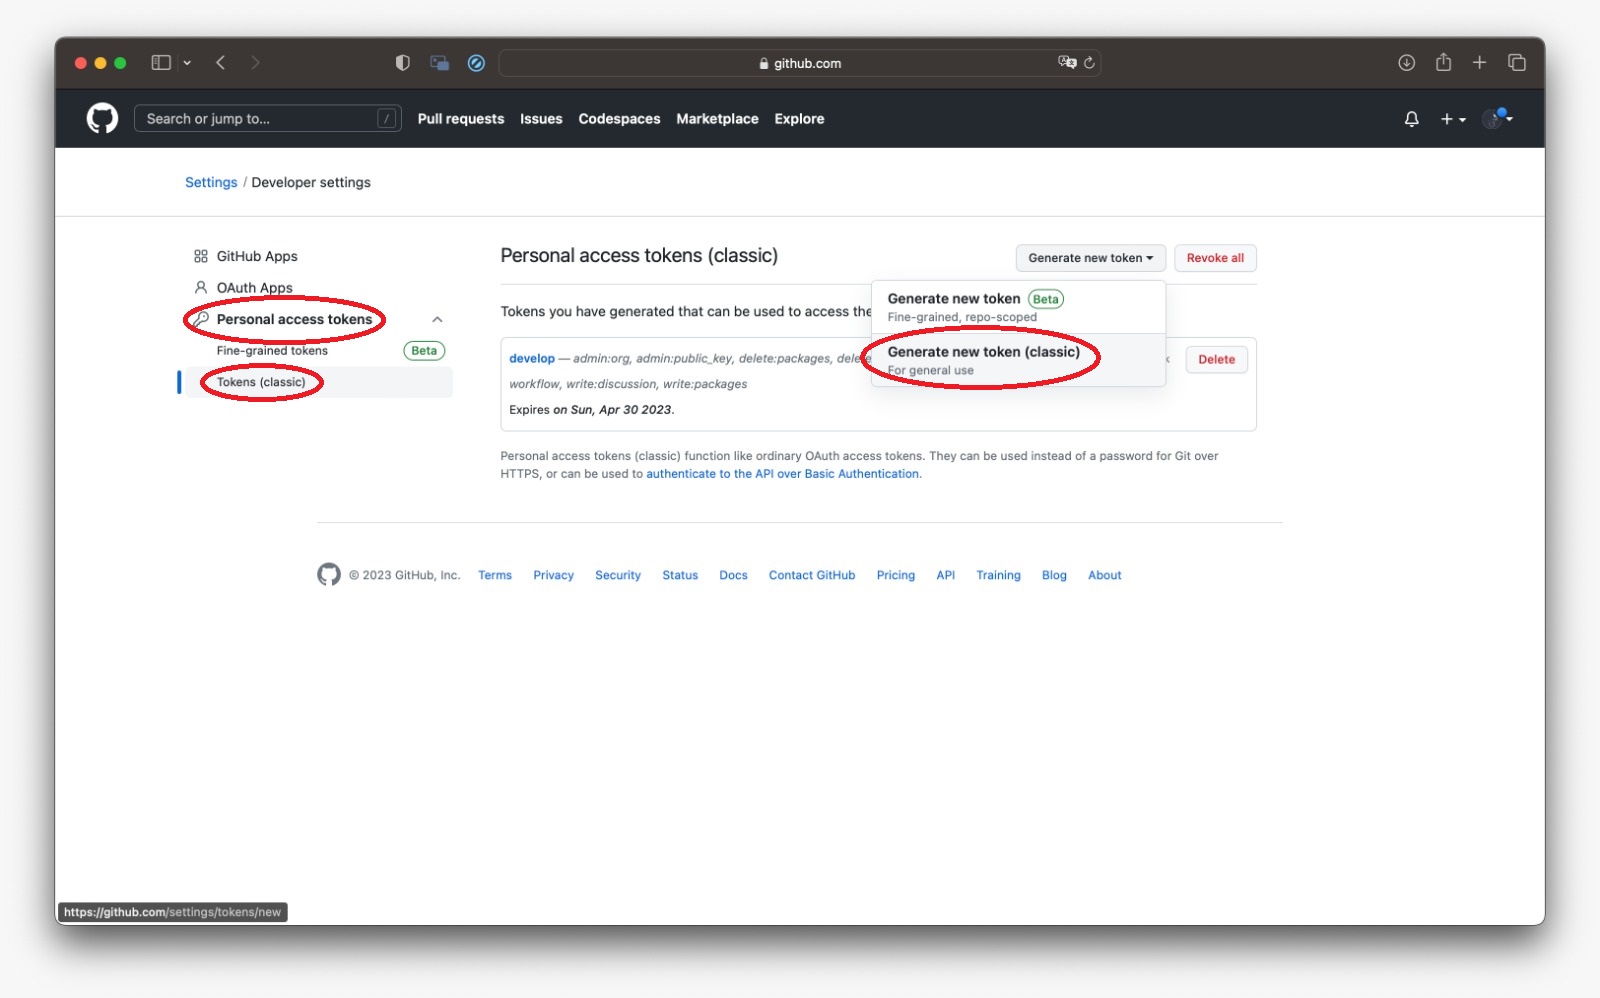 github.com
Search or jump to...
/
Pull requests
Issues
Codespaces
Marketplace
Explore
Settings / Developer settings
GitHub Apps
OAuth Apps
Personal access tokens
Fine-grained tokens
Beta
Tokens (classic)
Personal access tokens (classic)
Generate new token
Revoke all
Tokens you have generated that can be used to access the
Generate new token Beta
Fine-grained, repo-scoped
Generate new token (classic)
For general use
develop — admin:org, admin:public_key, delete:packages,
Delete
workflow, write:discussion, write:packages
Expires on Sun, Apr 30 2023.
Personal access tokens (classic) function like ordinary OAuth access tokens. They can be used instead of a password for Git over
HTTPS, or can be used to authenticate to the API over Basic Authentication.
© 2023 GitHub, Inc.
Terms
Privacy
Security
Status
Docs
Contact GitHub
Pricing
API
Training
Blog
About
https://github.com/settings/tokens/new